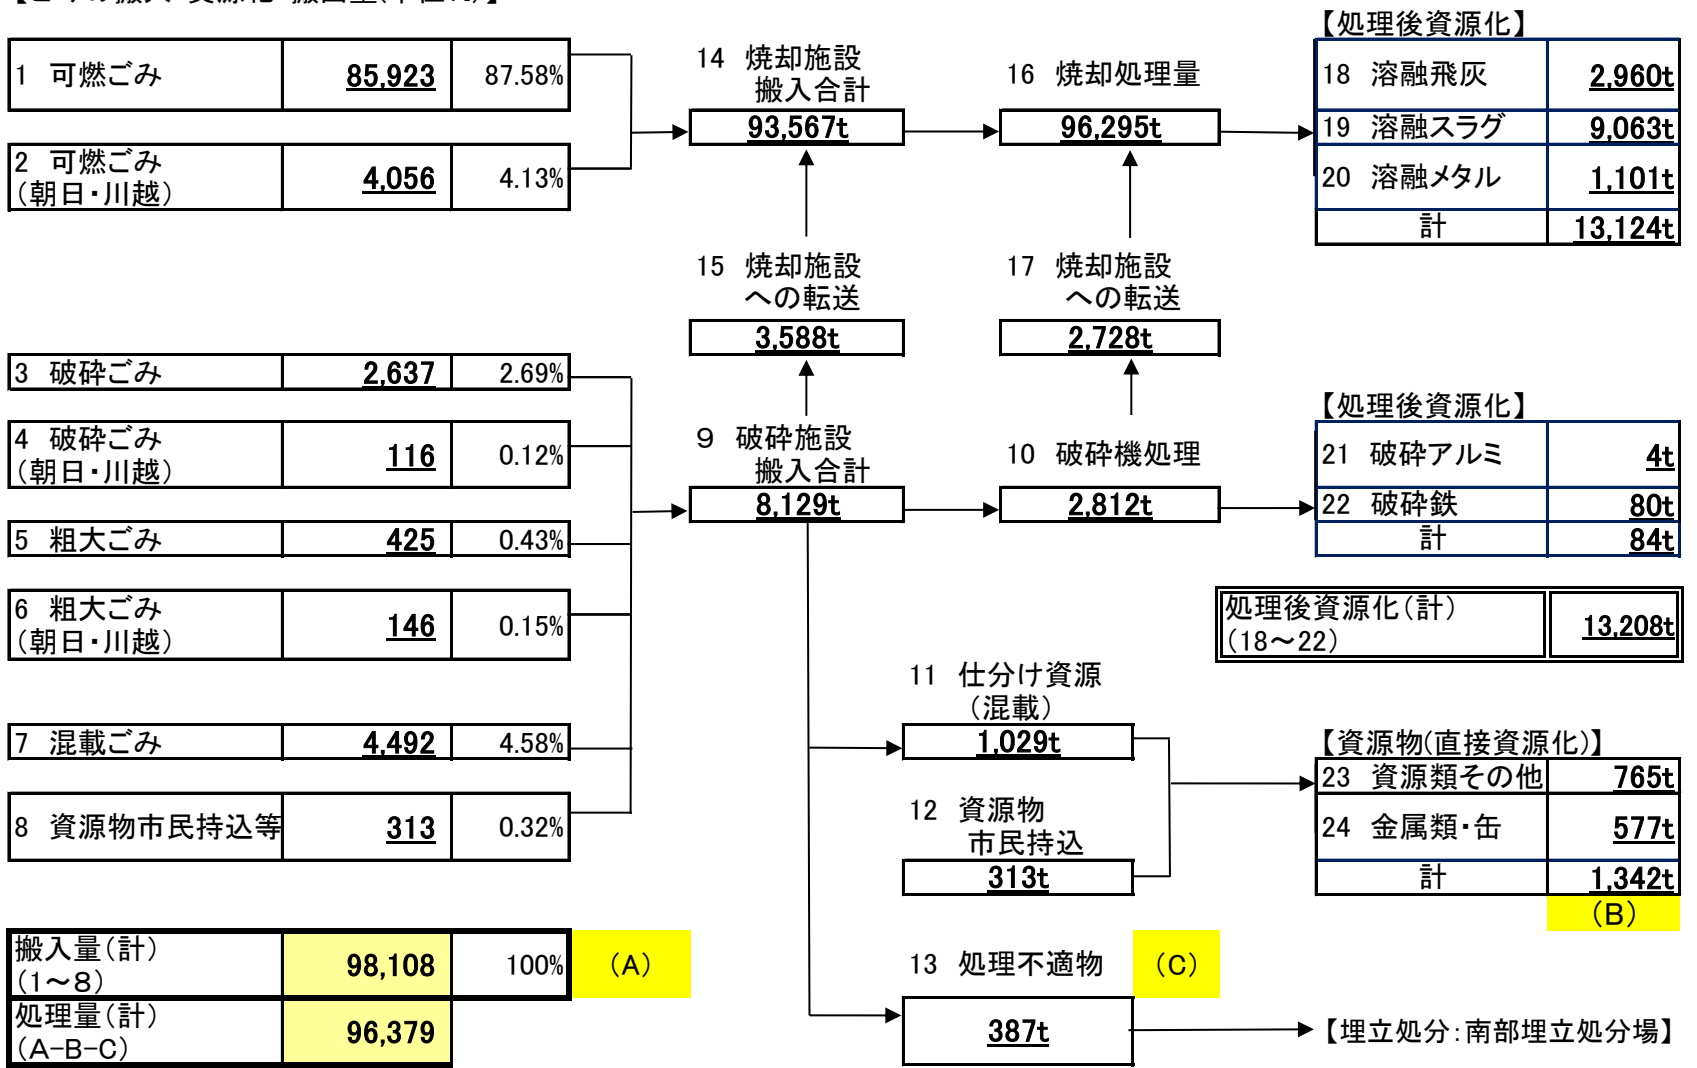 【処理後資源化】
1 可燃ごみ 85,923 87.58%
2 可燃ごみ
（朝日・川越） 4,056 4.13%
14 焼却施設
搬入合計
93,567t
16 焼却処理量
96,295t
18 溶融飛灰 2,960t
19 溶融スラグ 9,063t
20 溶融メタル 1,101t
計 13,124t
15 焼却施設
への転送
3,588t
17 焼却施設
への転送
2,728t
3 破砕ごみ 2,637 2.69%
4 破砕ごみ
（朝日・川越） 116 0.12%
5 粗大ごみ 425 0.43%
6 粗大ごみ
（朝日・川越） 146 0.15%
7 混載ごみ 4,492 4.58%
8 資源物市民持込等 313 0.32%
9 破砕施設
搬入合計
8,129t
10 破砕機処理
2,812t
【処理後資源化】
21 破砕アルミ 4t
22 破砕鉄 80t
計 84t
処理後資源化（計）
（18～22） 13,208t
11 仕分け資源
（混載）
1,029t
12 資源物
市民持込
313t
【資源物(直接資源化)】
23 資源類その他 765t
24 金属類・缶 577t
計 1,342t
（B）
搬入量（計）
（1～8） 98,108 100% （A）
処理量（計）
（A-B-C） 96,379
13 処理不適物 （C）
387t
【埋立処分：南部埋立処分場】